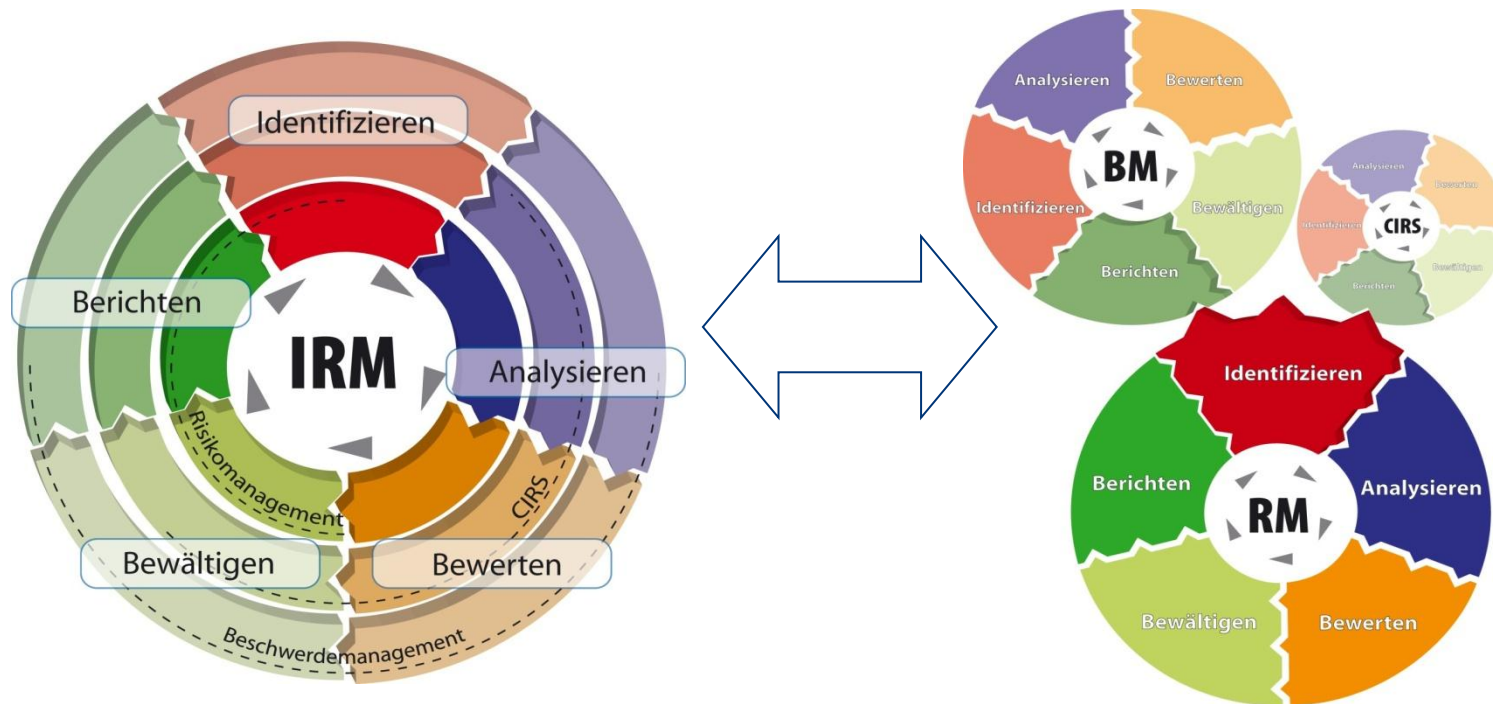 Identifizieren
Berichten
IRM
Analysieren
Risikomanagement
CIRS
Bewältigen
Bewerten
Beschwerdemanagement
Analysieren
Bewerten
BM
Identifizieren
Bewältigen
Berichten
Analysieren
Bewerten
Identifizieren
CIRS
Bewältigen
Berichten
Identifizieren
Berichten
Analysieren
RM
Bewältigen
Bewerten